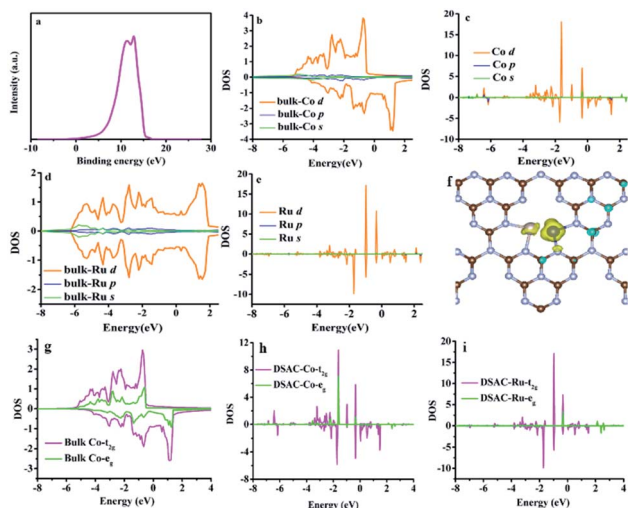 a
Intensity (a.u.)
-10 0 10 20 30
Binding energy (eV)
b
DOS
4
3
2
1
0
-1
-2
-3
-4
bulk-Co d
bulk-Co p
bulk-Co s
-8 -6 -4 -2 0 2
Energy(eV)
c
DOS
20
15
10
5
0
-5
-10
Co d
Co p
Co s
-8 -6 -4 -2 0 2
Energy(eV)
d
DOS
2
1
0
-1
-2
bulk-Ru d
bulk-Ru p
bulk-Ru s
-8 -6 -4 -2 0 2
Energy(eV)
e
DOS
20
15
10
5
0
-5
-10
Ru d
Ru p
Ru s
-8 -6 -4 -2 0 2
Energy(eV)
f
g
DOS
3
2
1
0
-1
-2
-3
Bulk Co-t2g
Bulk Co-eg
-8 -6 -4 -2 0 2 4
Energy (eV)
h
DOS
12
8
4
0
-4
-8
DSAC-Co-t2g
DSAC-Co-eg
-8 -6 -4 -2 0 2 4
Energy (eV)
i
DOS
20
15
10
5
0
-5
-10
DSAC-Ru-t2g
DSAC-Ru-eg
-8 -6 -4 -2 0 2 4
Energy (eV)